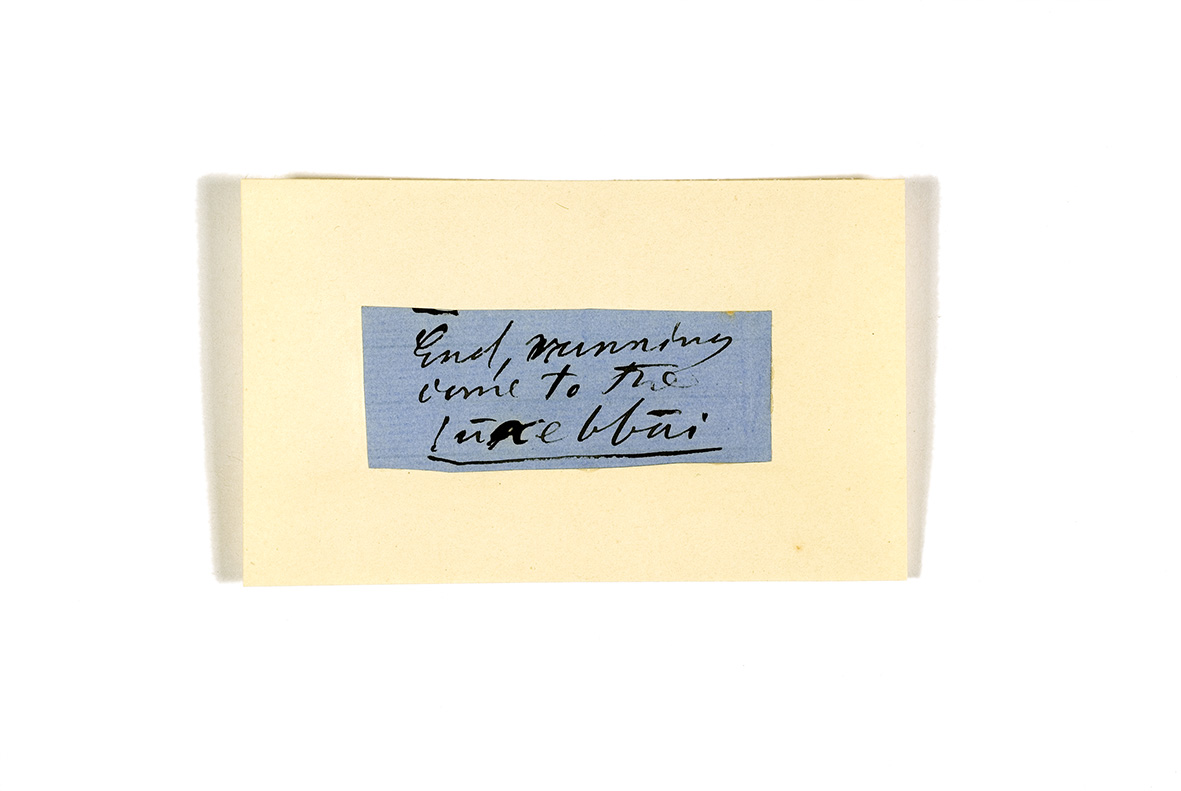 End, running
come to the